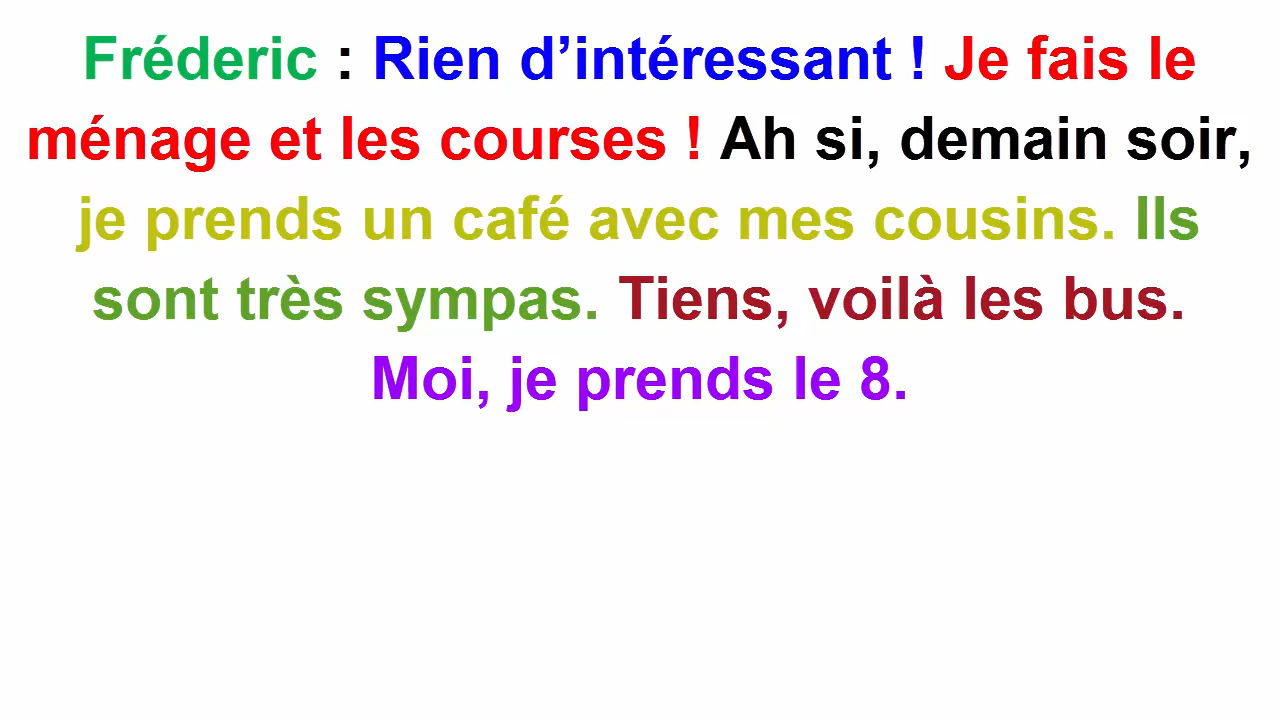 Fréderic : Rien d’intéressant ! Je fais le
ménage et les courses ! Ah si, demain soir,
je prends un café avec mes cousins. Ils
sont très sympas. Tiens, voilà les bus.
Moi, je prends le 8.